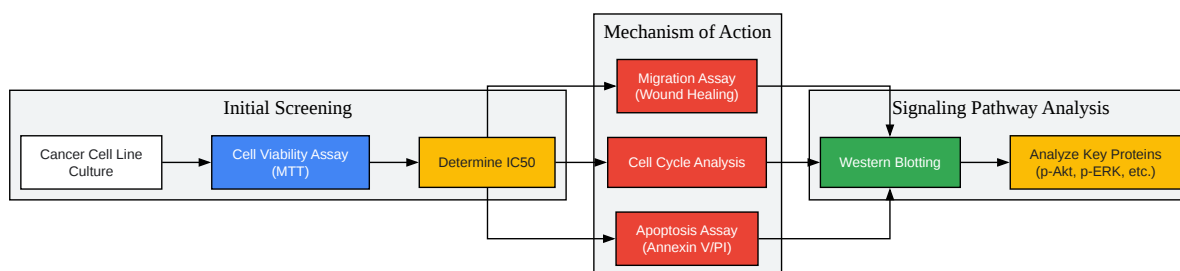 Mechanism of Action
Migration Assay
(Wound Healing)
Initial Screening
Signaling Pathway Analysis
Cancer Cell Line
Culture
Cell Viability Assay
(MTT)
Determine IC50
Cell Cycle Analysis
Western Blotting
Analyze Key Proteins
(p-Akt, p-ERK, etc.)
Apoptosis Assay
(Annexin V/PI)